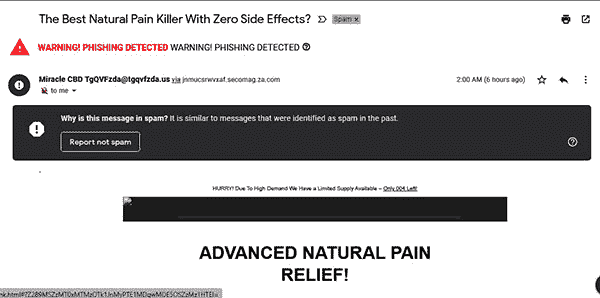 The Best Natural Pain Killer With Zero Side Effects? Spam x
WARNING! PHISHING DETECTED WARNING! PHISHING DETECTED
Miracle CBD TgQVFzda@tgqvfzda.us via jnmucsrwvxaf.secomag.za.com 2:00 AM (6 hours ago)
to me
Why is this message in spam? It is similar to messages that were identified as spam in the past.
Report not spam
HURRY! Due To High Demand We Have a Limited Supply Available – Only 004 Left!
ADVANCED NATURAL PAIN
RELIEF!